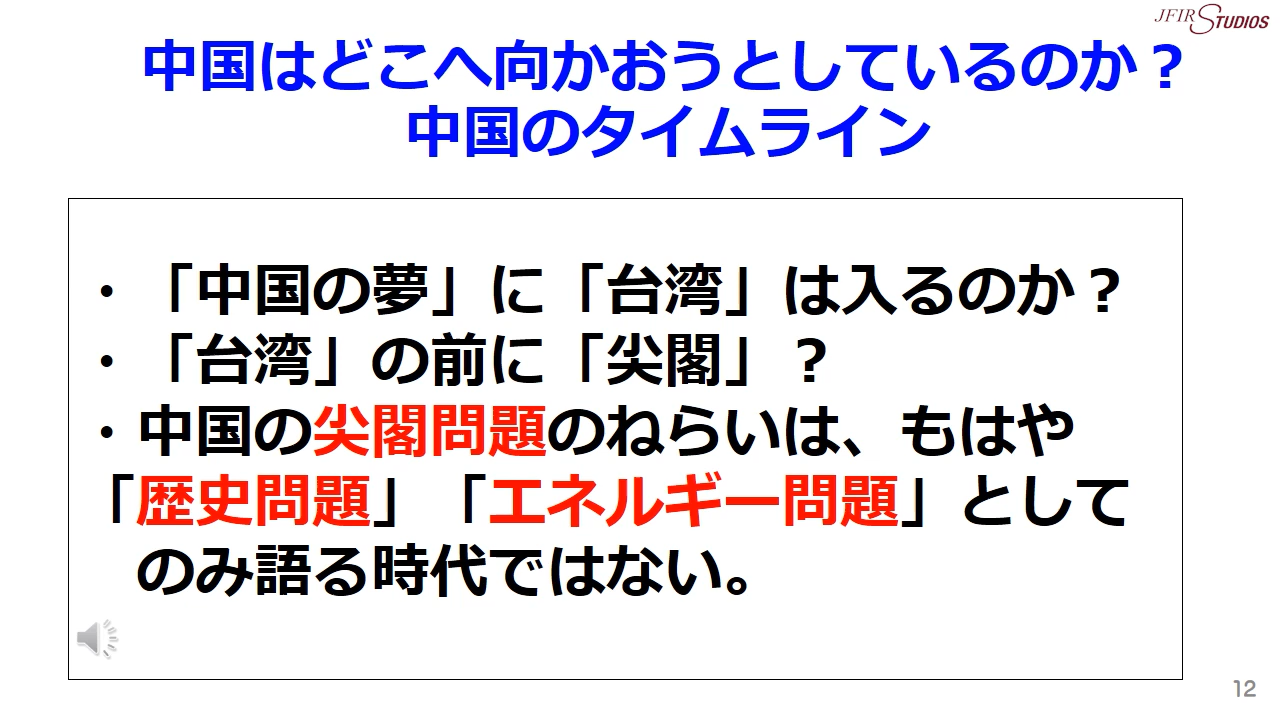 JFIR STUDIOS
中国はどこへ向かおうとしているのか？
中国のタイムライン
・「中国の夢」に「台湾」は入るのか？
・「台湾」の前に「尖閣」？
・中国の尖閣問題のねらいは、もはや
「歴史問題」「エネルギー問題」として
のみ語る時代ではない。
12